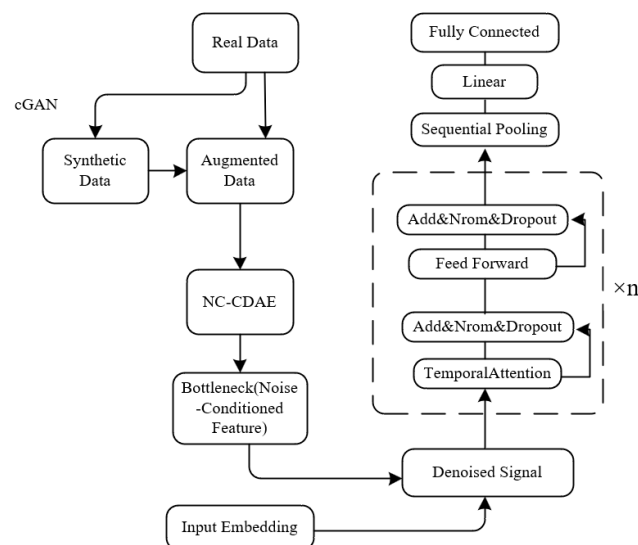 Real Data
cGAN
Synthetic
Data
Augmented
Data
NC-CDAE
Bottleneck(Noise
-Conditioned
Feature)
Input Embedding
Fully Connected
Linear
Sequential Pooling
Add&Nrom&Dropout
Feed Forward
×n
Add&Nrom&Dropout
TemporalAttention
Denoised Signal